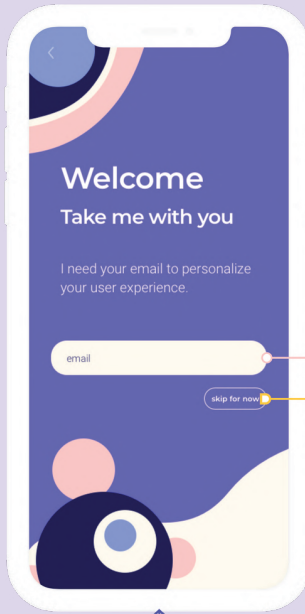 Welcome
Take me with you
I need your email to personalize
your user experience.
email
skip for now